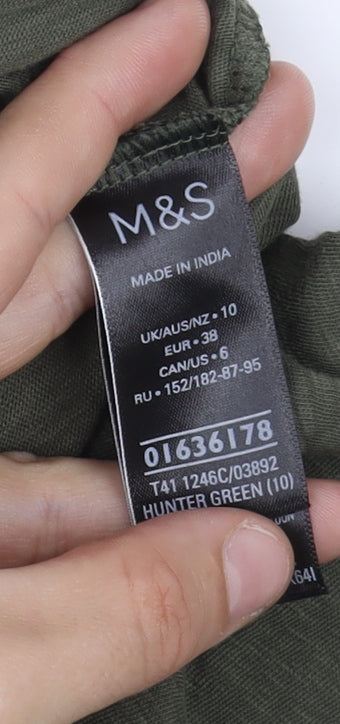 M&S
MADE IN INDIA
UK/AUS/NZ • 10
EUR • 38
CAN/US • 6
RU • 152/182-87-95
01636178
T41 1246C/03892
HUNTER GREEN (10)